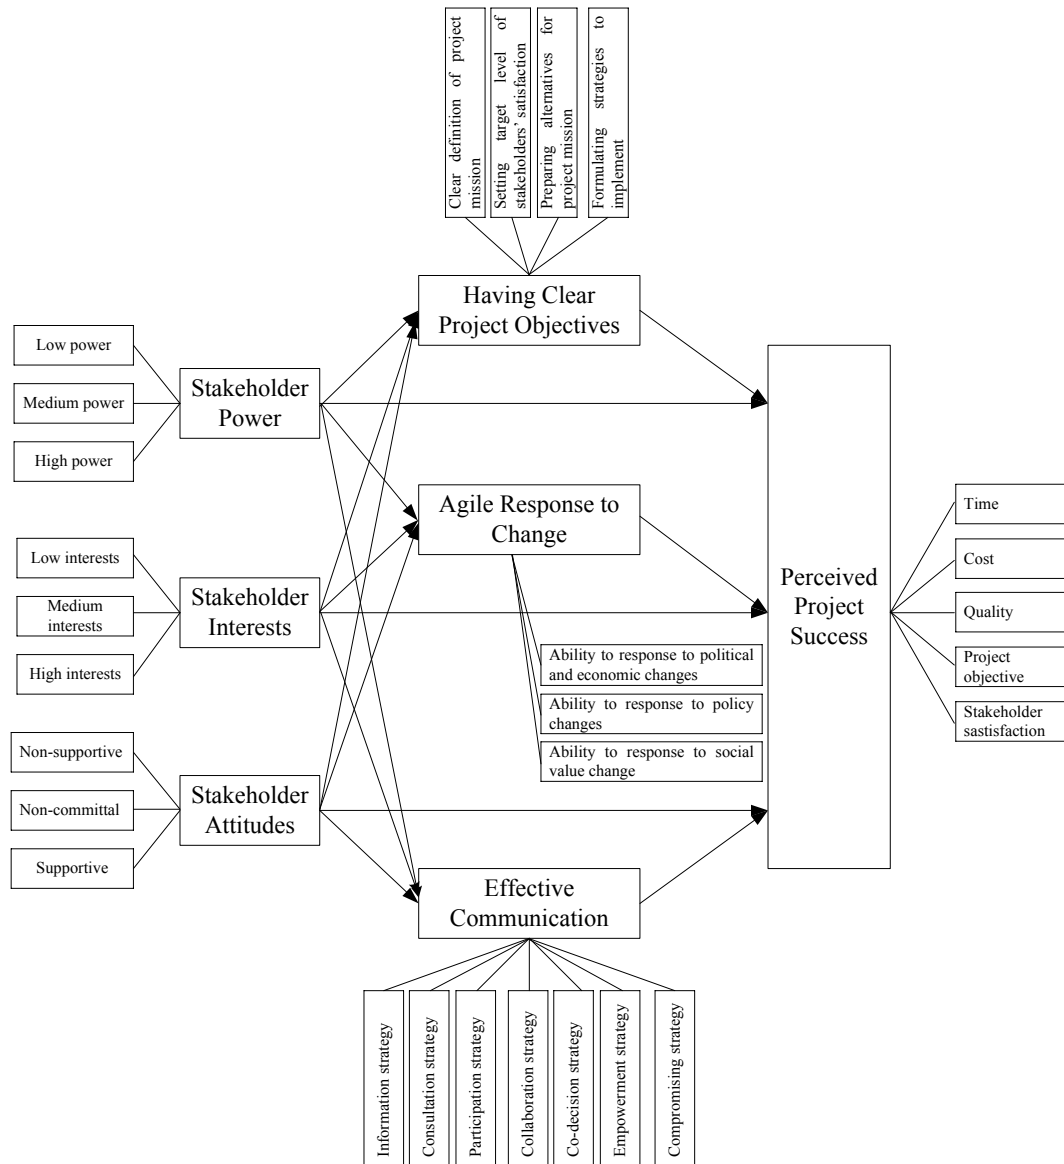 Clear definition of project
mission
Setting target level of
stakeholders’ satisfaction
Preparing alternatives for
project mission
Formulating strategies to
implement
Having Clear
Project Objectives
Low power
Medium power
High power
Stakeholder
Power
Agile Response to
Change
Low interests
Medium
interests
High interests
Stakeholder
Interests
Ability to response to political
and economic changes
Ability to response to policy
changes
Ability to response to social
value change
Perceived
Project
Success
Time
Cost
Quality
Project
objective
Stakeholder
sastisfaction
Non-supportive
Non-committal
Supportive
Stakeholder
Attitudes
Effective
Communication
Information strategy
Consultation strategy
Participation strategy
Collaboration strategy
Co-decision strategy
Empowerment strategy
Compromising strategy